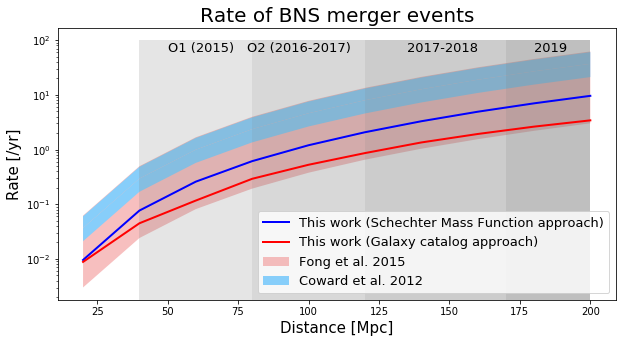 Rate of BNS merger events
O1 (2015) O2 (2016-2017) 2017-2018 2019
Rate [/yr]
10²
10¹
10⁰
10⁻¹
10⁻²
This work (Schechter Mass Function approach)
This work (Galaxy catalog approach)
Fong et al. 2015
Coward et al. 2012
25 50 75 100 125 150 175 200
Distance [Mpc]